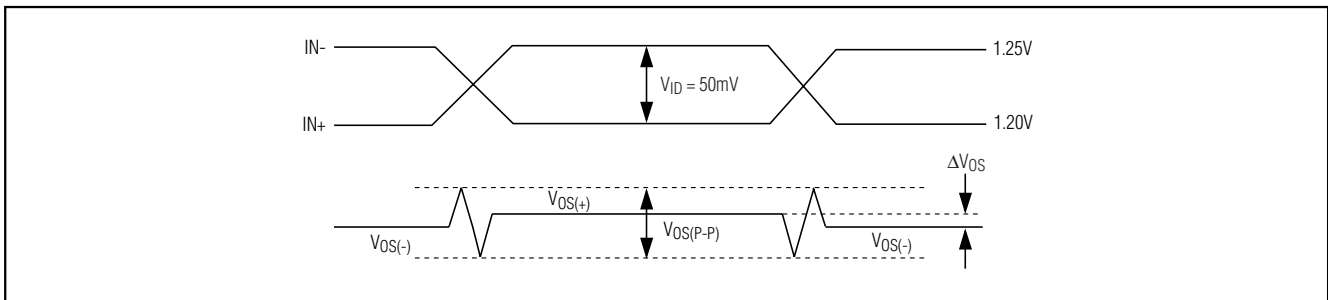 IN-
1.25V
VID = 50mV
IN+
1.20V
ΔVOS
VOS(+)
VOS(P-P)
VOS(-)
VOS(-)